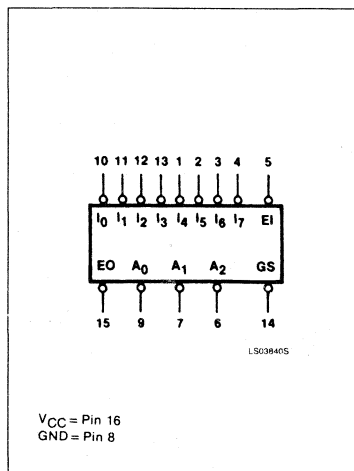 10 11 12 13 1 2 3 4 5
I0 I1 I2 I3 I4 I5 I6 I7 EI
EO A0 A1 A2 GS
15 9 7 6 14
LS03640S
VCC = Pin 16
GND = Pin 8